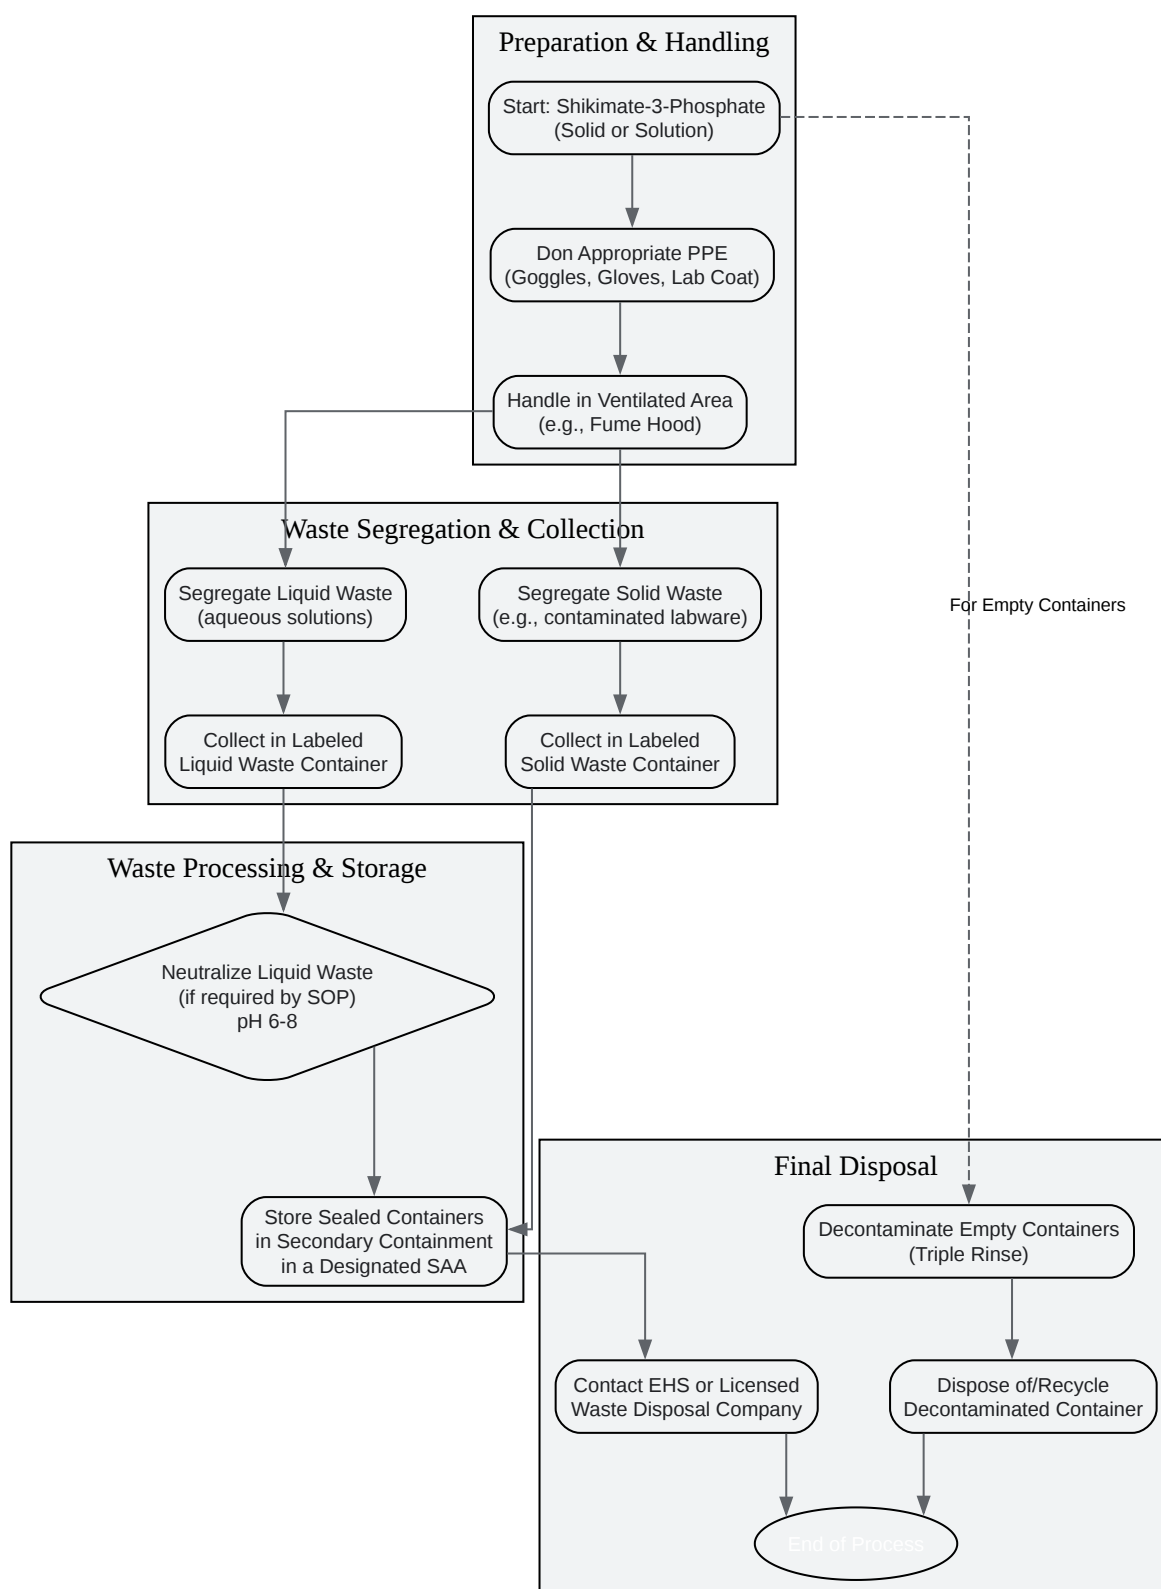 Preparation & Handling
Start: Shikimate-3-Phosphate
(Solid or Solution)
Don Appropriate PPE
(Goggles, Gloves, Lab Coat)
Handle in Ventilated Area
(e.g., Fume Hood)
Waste Segregation & Collection
Segregate Liquid Waste
(aqueous solutions)
Segregate Solid Waste
(e.g., contaminated labware)
For Empty Containers
Collect in Labeled
Liquid Waste Container
Collect in Labeled
Solid Waste Container
Waste Processing & Storage
Neutralize Liquid Waste
(if required by SOP)
pH 6-8
Store Sealed Containers
in Secondary Containment
in a Designated SAA
Final Disposal
Decontaminate Empty Containers
(Triple Rinse)
Contact EHS or Licensed
Waste Disposal Company
Dispose of/Recycle
Decontaminated Container
End of Process